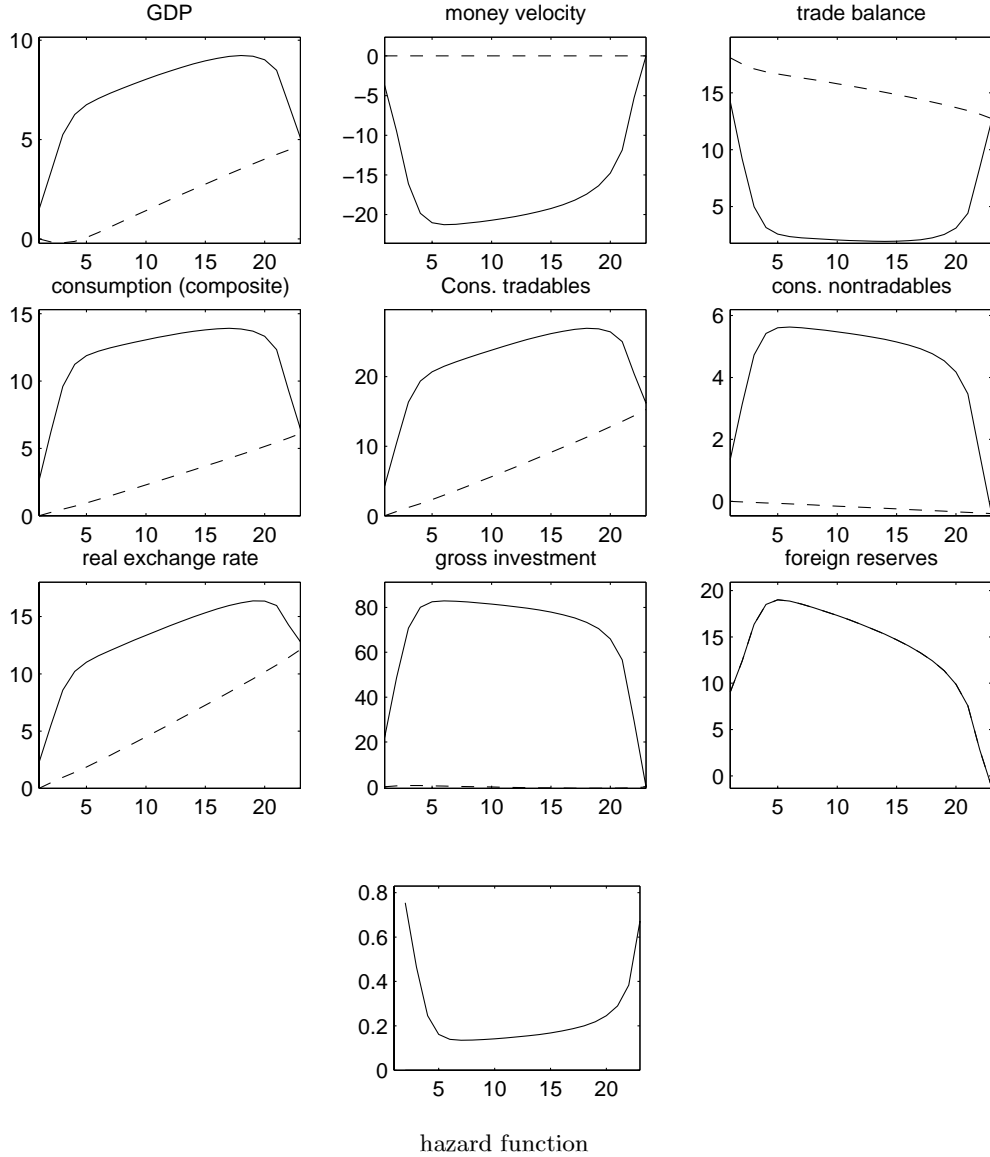 GDP
money velocity
trade balance
10
5
0
5 10 15 20
0
−5
−10
−15
−20
5 10 15 20
15
10
5
5 10 15 20
consumption (composite)
Cons. tradables
cons. nontradables
15
10
5
0
5 10 15 20
20
10
0
5 10 15 20
6
4
2
0
5 10 15 20
real exchange rate
gross investment
foreign reserves
15
10
5
0
5 10 15 20
80
60
40
20
0
5 10 15 20
20
15
10
5
0
5 10 15 20
0.8
0.6
0.4
0.2
0
5 10 15 20
hazard function